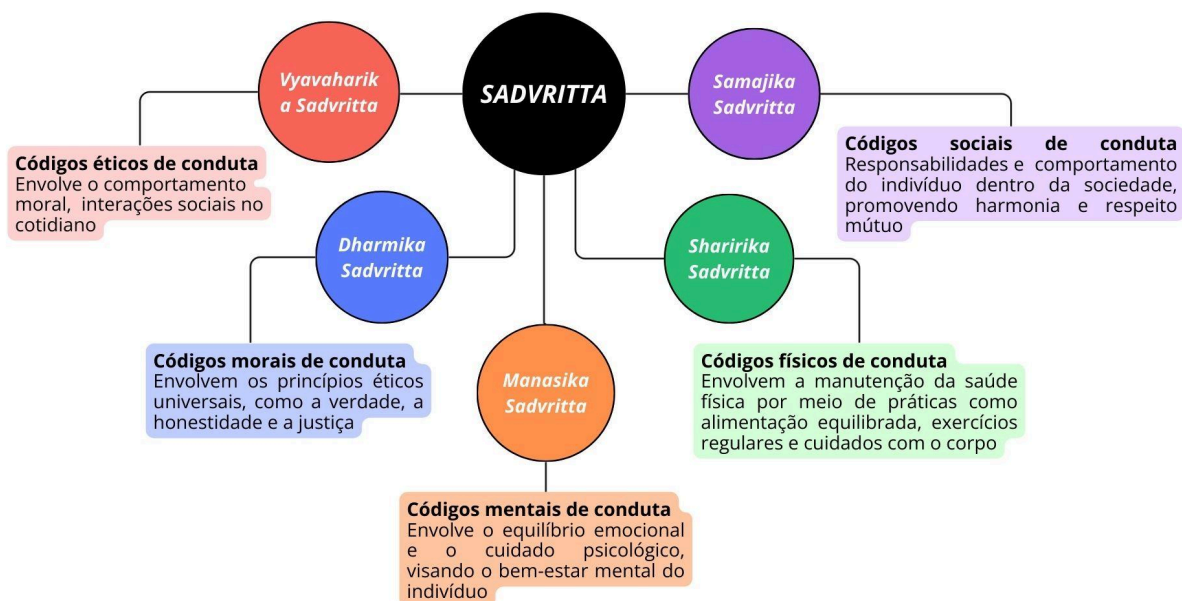 SADVRITTA
Vyavaharik
a Sadvritta
Códigos éticos de conduta
Envolve o comportamento
moral, interações sociais no
cotidiano
Samajika
Sadvritta
Códigos sociais de conduta
Responsabilidades e comportamento
do indivíduo dentro da sociedade,
promovendo harmonia e respeito
mútuo
Dharmika
Sadvritta
Códigos morais de conduta
Envolvem os princípios éticos
universais, como a verdade, a
honestidade e a justiça
Sharirika
Sadvritta
Códigos físicos de conduta
Envolvem a manutenção da saúde
física por meio de práticas como
alimentação equilibrada, exercícios
regulares e cuidados com o corpo
Manasika
Sadvritta
Códigos mentais de conduta
Envolve o equilíbrio emocional
e o cuidado psicológico,
visando o bem-estar mental do
indivíduo